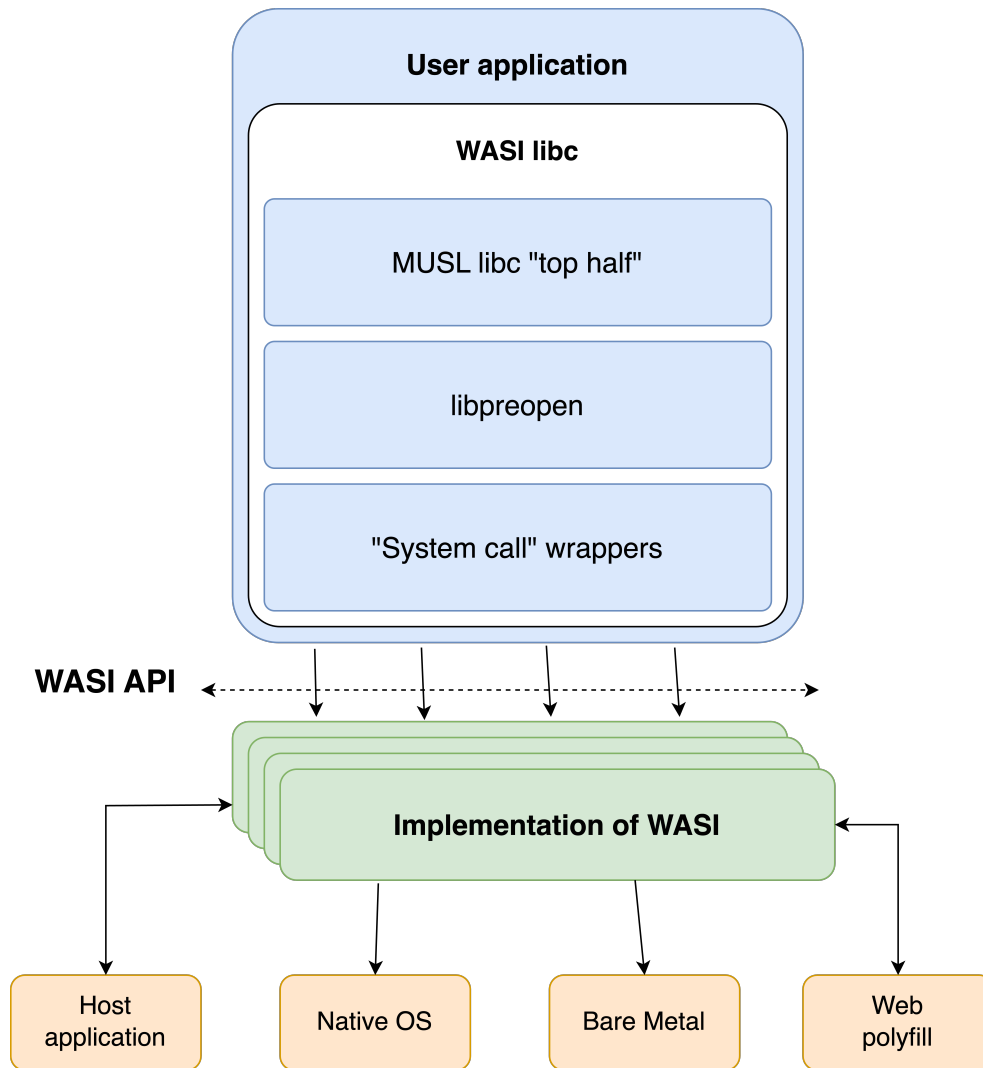 User application
WASI libc
MUSL libc "top half"
libpreopen
"System call" wrappers
WASI API
Implementation of WASI
Host
application
Native OS
Bare Metal
Web
polyfill